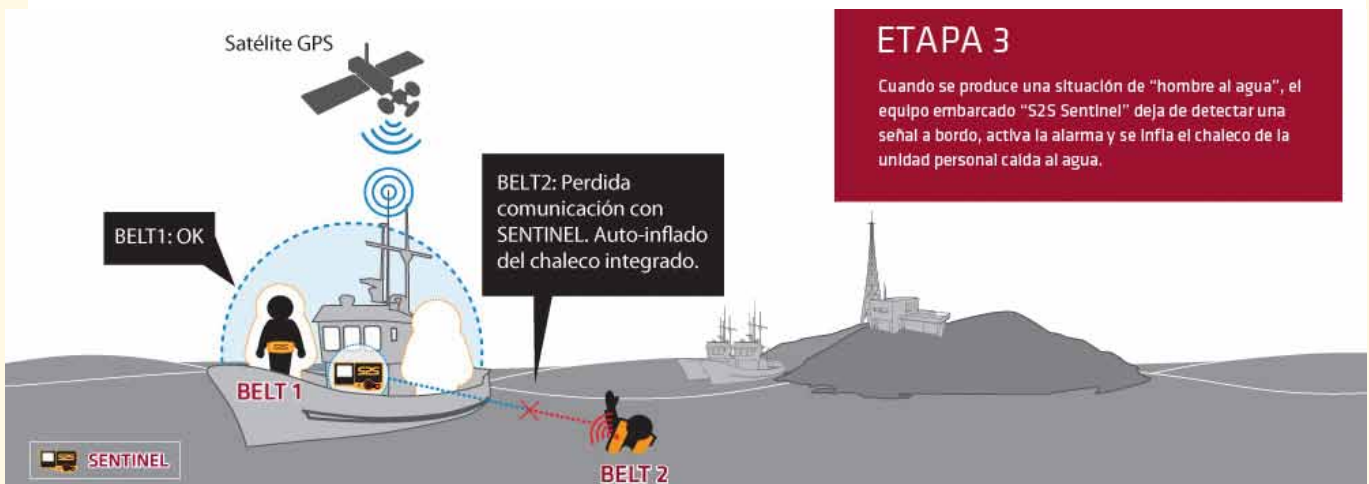 Satélite GPS
ETAPA 3
Cuando se produce una situación de “hombre al agua”, el
equipo embarcado “S2S Sentinel” deja de detectar una
señal a bordo, activa la alarma y se infla el chaleco de la
unidad personal caida al agua.
BELT1: OK
BELT2: Perdida
comunicación con
SENTINEL. Auto-inflado
del chaleco integrado.
S2S
BELT 1
BELT 2
SENTINEL